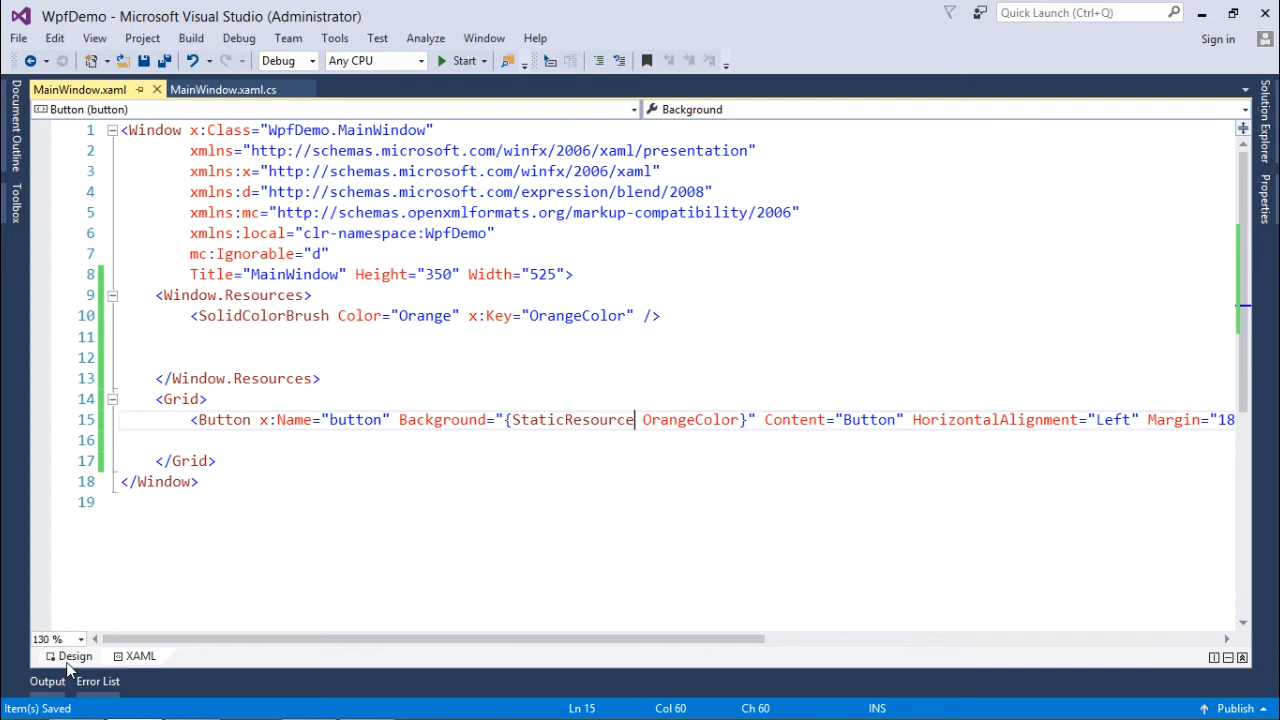 WpfDemo - Microsoft Visual Studio (Administrator)
Quick Launch (Ctrl+Q)
File Edit View Project Build Debug Team Tools Test Analyze Window Help
Sign in
Debug Any CPU Start
MainWindow.xaml MainWindow.xaml.cs
Button (button) Background
Document Outline
Toolbox
Solution Explorer
Properties
1 <Window x:Class="WpfDemo.MainWindow"
2 xmlns="http://schemas.microsoft.com/winfx/2006/xaml/presentation"
3 xmlns:x="http://schemas.microsoft.com/winfx/2006/xaml"
4 xmlns:d="http://schemas.microsoft.com/expression/blend/2008"
5 xmlns:mc="http://schemas.openxmlformats.org/markup-compatibility/2006"
6 xmlns:local="clr-namespace:WpfDemo"
7 mc:Ignorable="d"
8 Title="MainWindow" Height="350" Width="525">
9 <Window.Resources>
10 <SolidColorBrush Color="Orange" x:Key="OrangeColor" />
11
12
13 </Window.Resources>
14 <Grid>
15 <Button x:Name="button" Background="{StaticResource OrangeColor}" Content="Button" HorizontalAlignment="Left" Margin="18
16
17 </Grid>
18 </Window>
19
130 %
Design XAML
Output Error List
Item(s) Saved Ln 15 Col 60 Ch 60 INS Publish